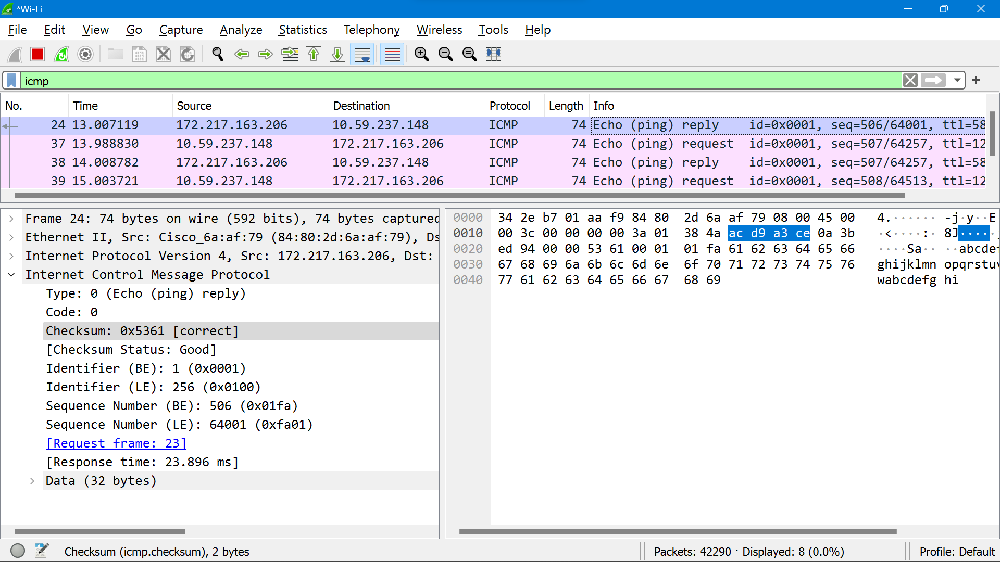 *Wi-Fi
File Edit View Go Capture Analyze Statistics Telephony Wireless Tools Help
icmp
No. Time Source Destination Protocol Length Info
24 13.007119 172.217.163.206 10.59.237.148 ICMP 74 Echo (ping) reply id=0x0001, seq=506/64001, ttl=58
37 13.988830 10.59.237.148 172.217.163.206 ICMP 74 Echo (ping) request id=0x0001, seq=507/64257, ttl=12
38 14.008782 172.217.163.206 10.59.237.148 ICMP 74 Echo (ping) reply id=0x0001, seq=507/64257, ttl=58
39 15.003721 10.59.237.148 172.217.163.206 ICMP 74 Echo (ping) request id=0x0001, seq=508/64513, ttl=12
Frame 24: 74 bytes on wire (592 bits), 74 bytes captured
Ethernet II, Src: Cisco_6a:af:79 (84:80:2d:6a:af:79), Ds
Internet Protocol Version 4, Src: 172.217.163.206, Dst:
Internet Control Message Protocol
Type: 0 (Echo (ping) reply)
Code: 0
Checksum: 0x5361 [correct]
[Checksum Status: Good]
Identifier (BE): 1 (0x0001)
Identifier (LE): 256 (0x0100)
Sequence Number (BE): 506 (0x01fa)
Sequence Number (LE): 64001 (0xfa01)
[Request frame: 23]
[Response time: 23.896 ms]
Data (32 bytes)
0000 34 2e b7 01 aa f9 84 80 2d 6a af 79 08 00 45 00 4.······ -j·y··E
0010 00 3c 00 00 00 00 3a 01 38 4a ac d9 a3 ce 0a 3b ·<····:· 8J·····
0020 ed 94 00 00 53 61 00 01 01 fa 61 62 63 64 65 66 ····Sa·· ··abcde
0030 67 68 69 6a 6b 6c 6d 6e 6f 70 71 72 73 74 75 76 ghijklmn opqrstuv
0040 77 61 62 63 64 65 66 67 68 69 wabcdefg hi
Checksum (icmp.checksum), 2 bytes
Packets: 42290 · Displayed: 8 (0.0%)
Profile: Default